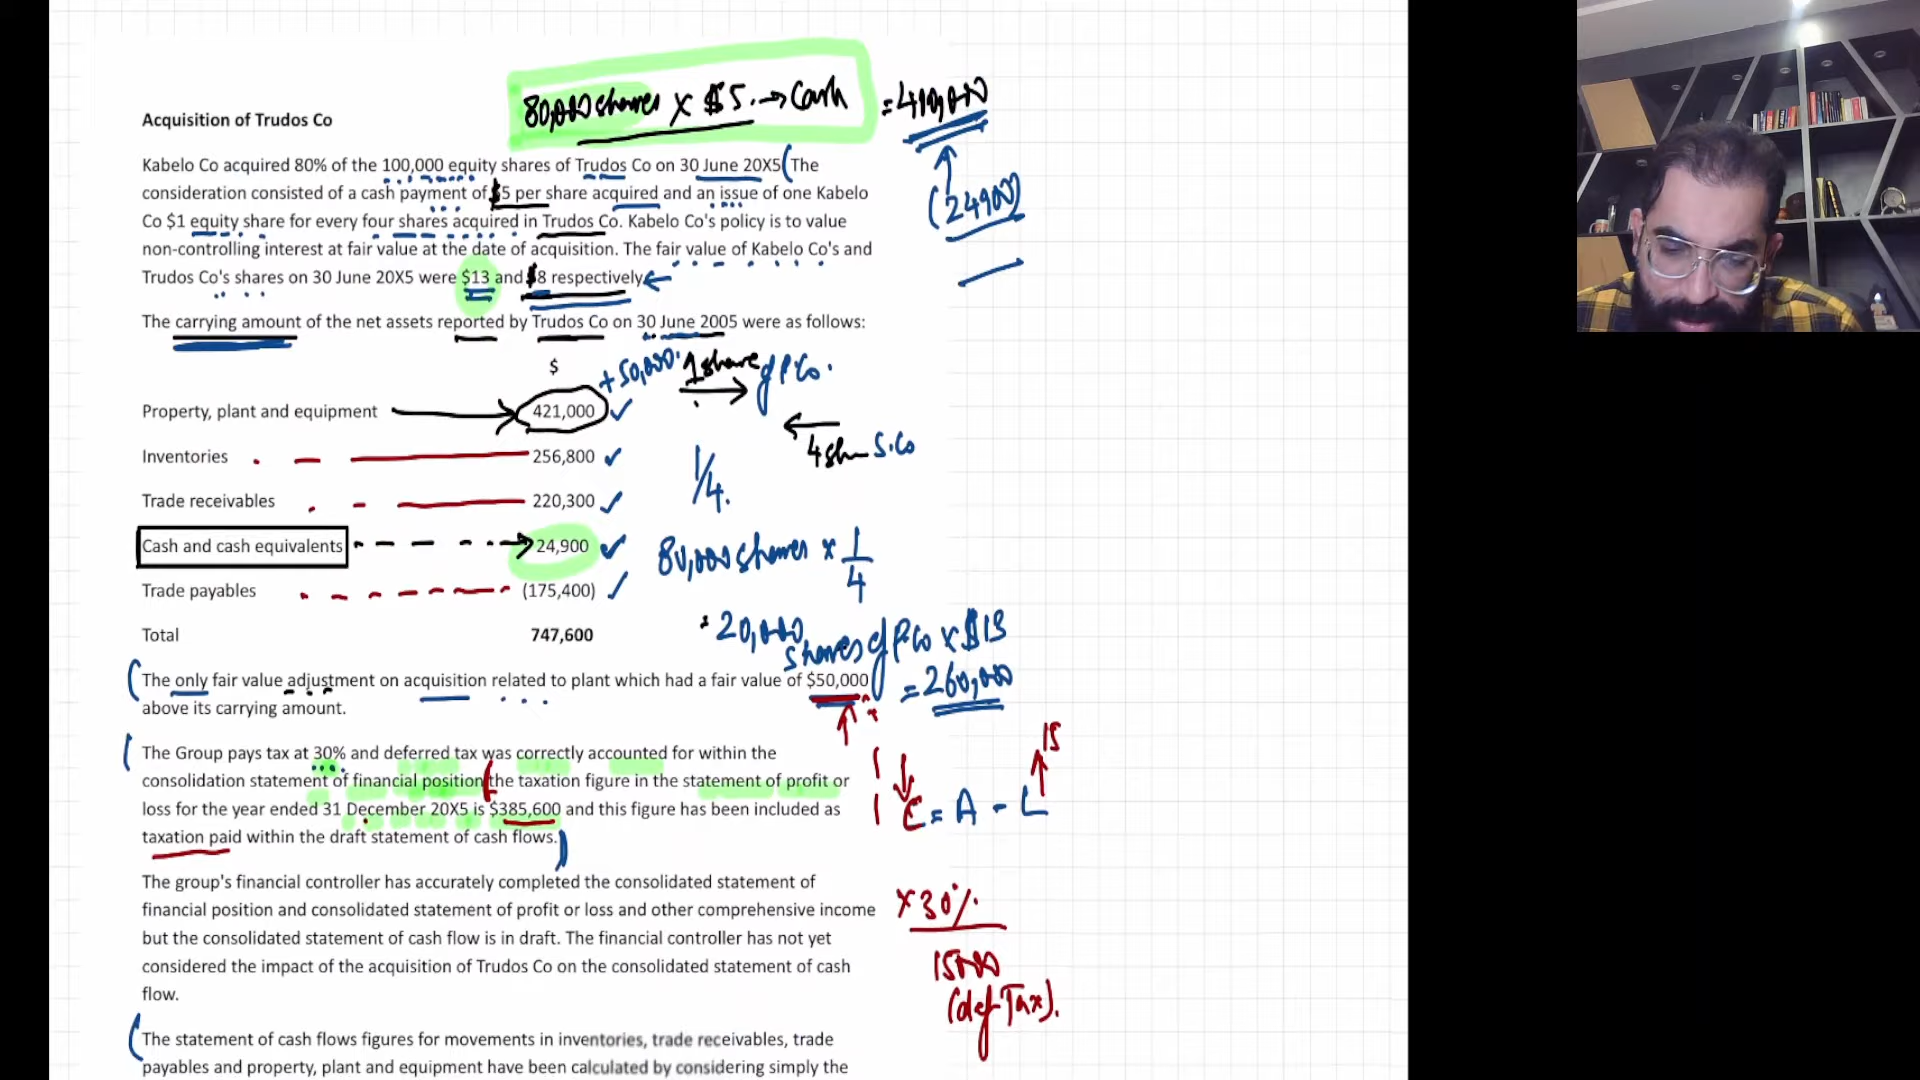 80,000 shares × $5. → Cash = 400,000
Acquisition of Trudos Co
Kabelo Co acquired 80% of the 100,000 equity shares of Trudos Co on 30 June 20X5 (The
consideration consisted of a cash payment of $5 per share acquired and an issue of one Kabelo
(24900)
Co $1 equity share for every four shares acquired in Trudos Co. Kabelo Co's policy is to value
non-controlling interest at fair value at the date of acquisition. The fair value of Kabelo Co's and
Trudos Co's shares on 30 June 20X5 were $13 and $8 respectively.
The carrying amount of the net assets reported by Trudos Co on 30 June 2005 were as follows:
$
+50,000. 1 share of P.Co.
Property, plant and equipment 421,000
4 sh S.Co
Inventories 256,800
1/4.
Trade receivables 220,300
Cash and cash equivalents 24,900
80,000 shares × 1/4
Trade payables (175,400)
Total 747,600
20,000 shares of P.Co × $13
= 260,000
(The only fair value adjustment on acquisition related to plant which had a fair value of $50,000
above its carrying amount.
15
(The Group pays tax at 30% and deferred tax was correctly accounted for within the
consolidation statement of financial position (the taxation figure in the statement of profit or
loss for the year ended 31 December 20X5 is $385,600 and this figure has been included as
E = A - L
taxation paid within the draft statement of cash flows.)
The group's financial controller has accurately completed the consolidated statement of
financial position and consolidated statement of profit or loss and other comprehensive income
×30%
but the consolidated statement of cash flow is in draft. The financial controller has not yet
considered the impact of the acquisition of Trudos Co on the consolidated statement of cash
flow.
15000
(def Tax).
(The statement of cash flows figures for movements in inventories, trade receivables, trade
payables and property, plant and equipment have been calculated by considering simply the